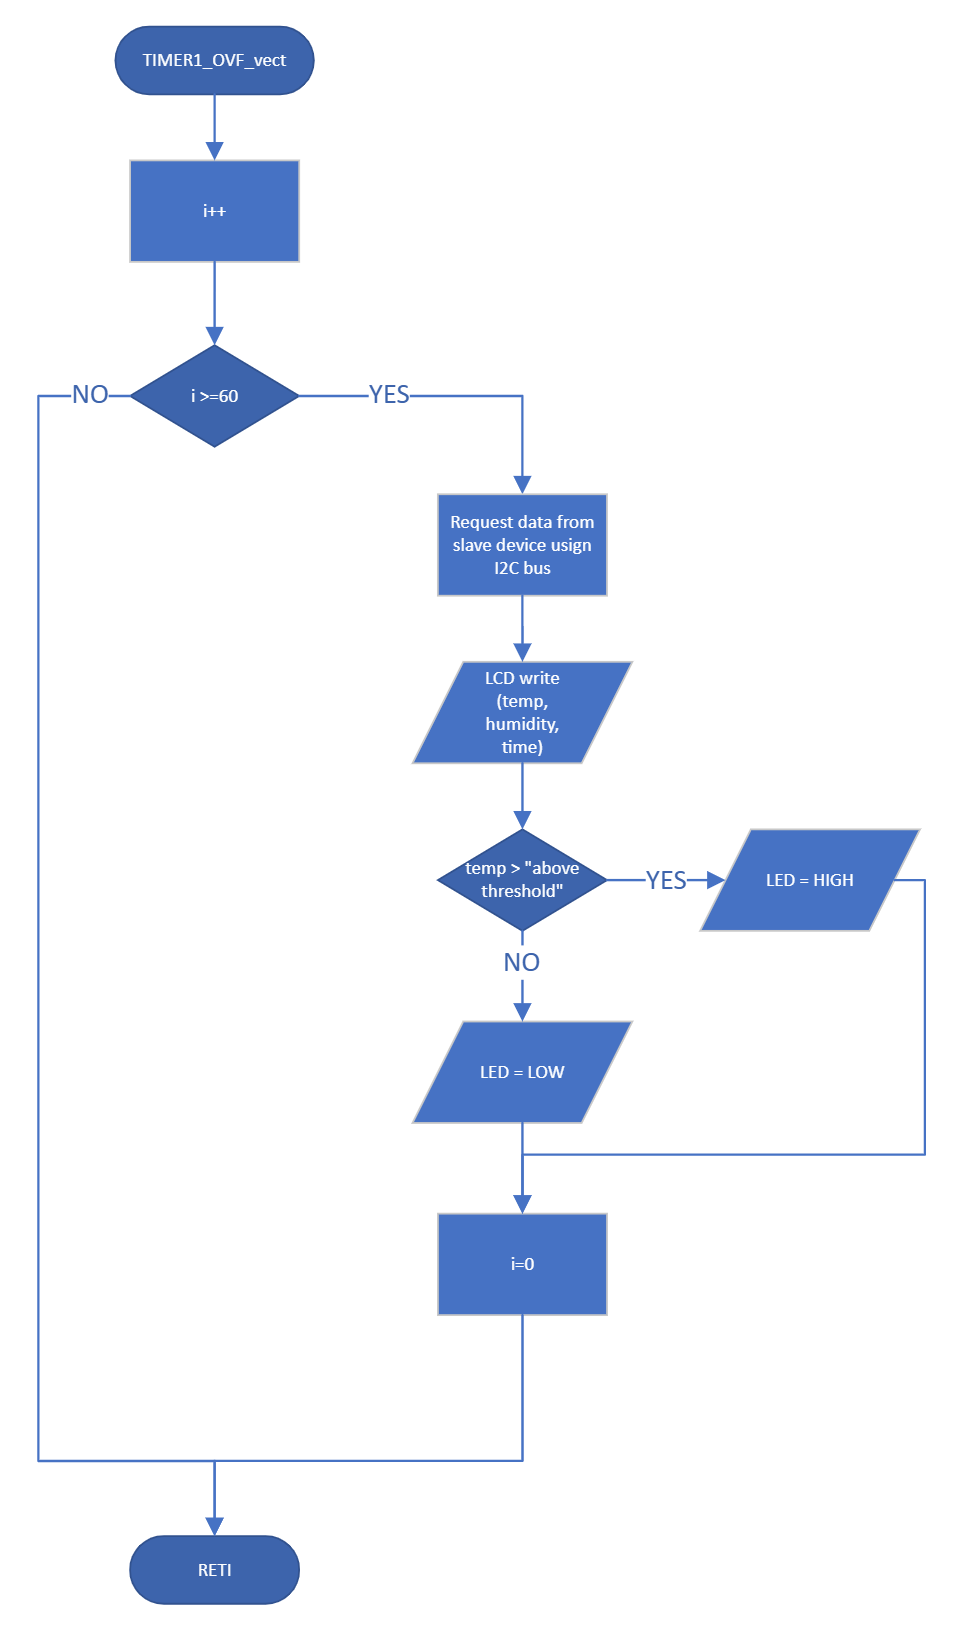 TIMER1_OVF_vect
i++
i >=60
NO
YES
Request data from
slave device usign
I2C bus
LCD write
(temp,
humidity,
time)
temp > "above
threshold"
YES
LED = HIGH
NO
LED = LOW
i=0
RETI